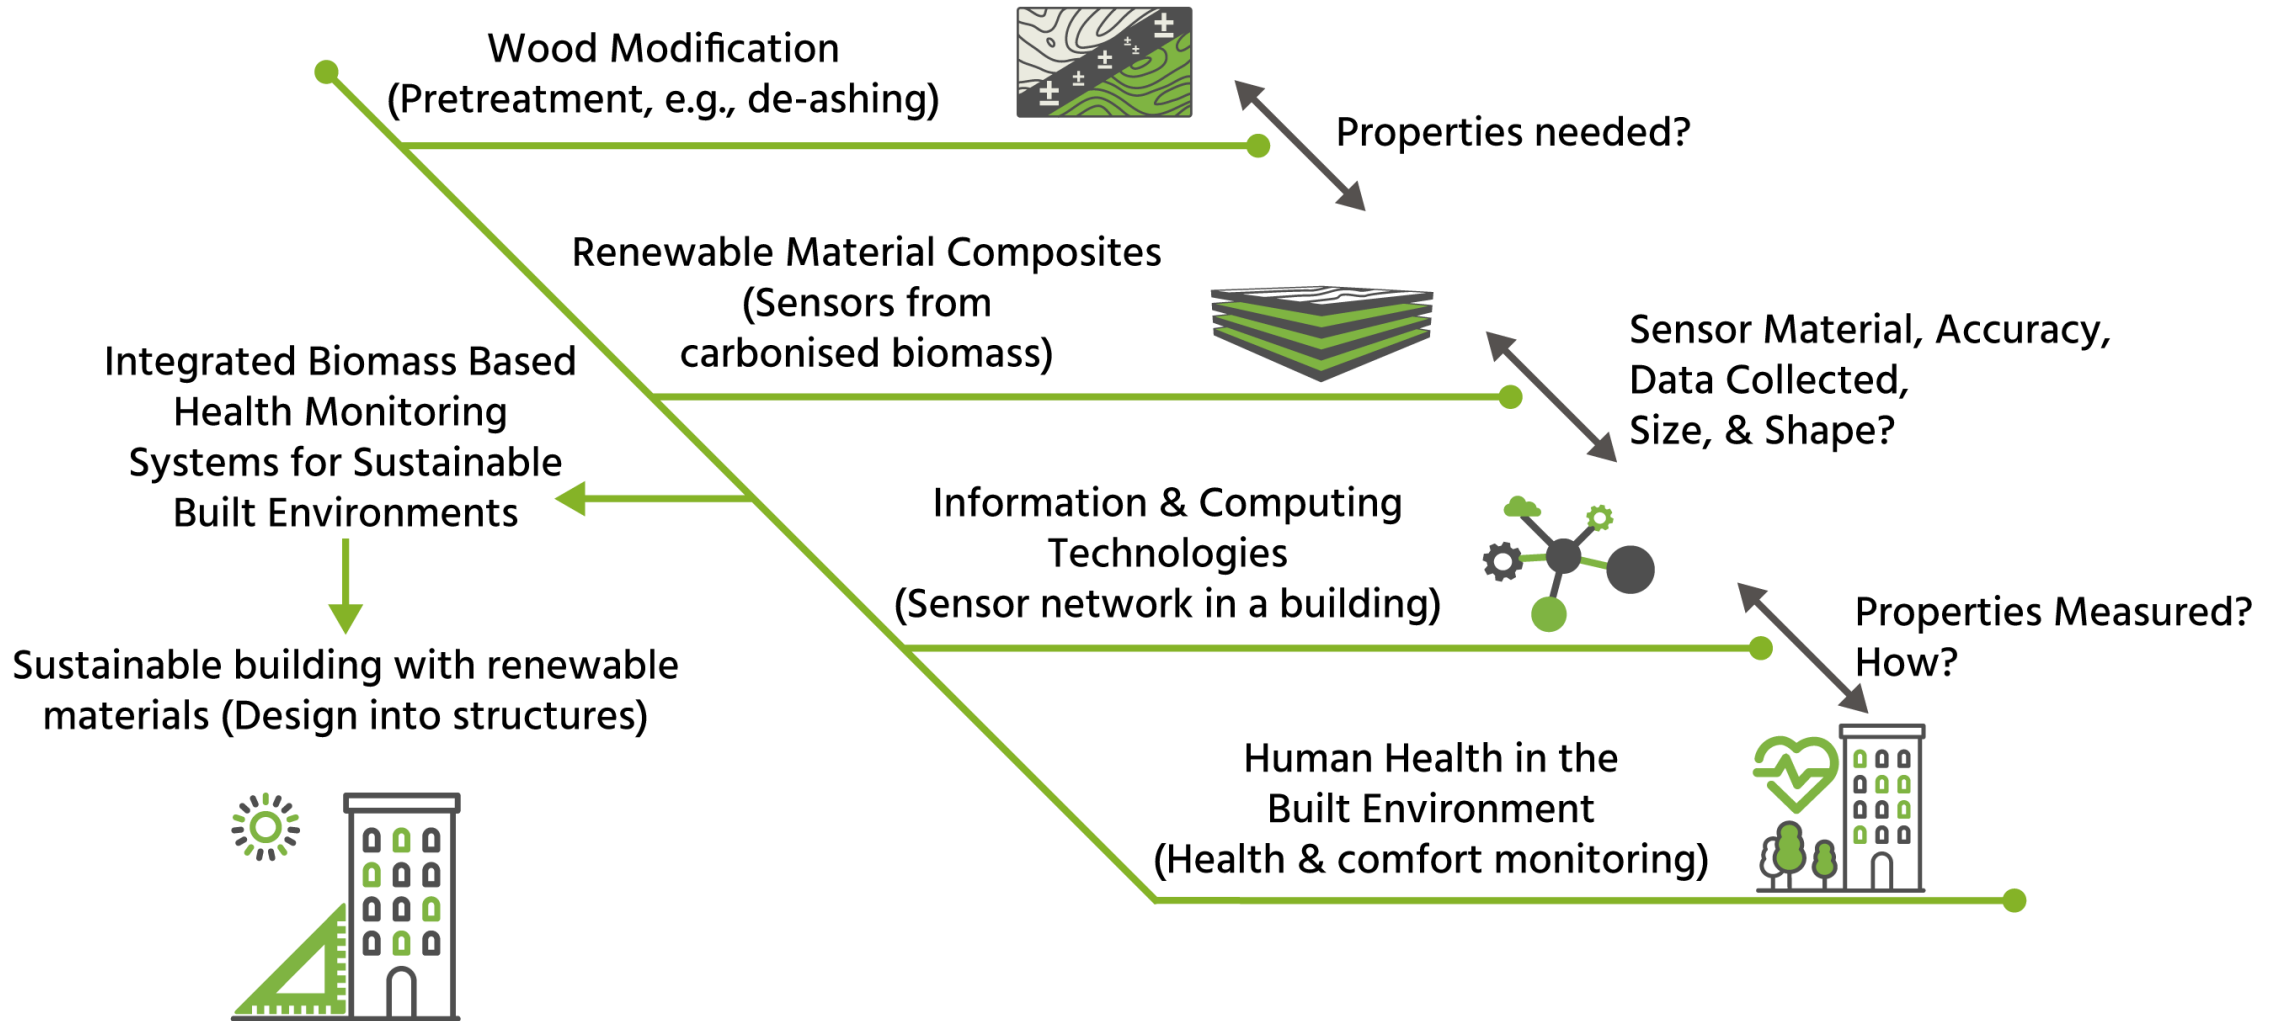 Wood Modification
(Pretreatment, e.g., de-ashing)
Properties needed?
Renewable Material Composites
(Sensors from
carbonised biomass)
Sensor Material, Accuracy,
Data Collected,
Size, & Shape?
Integrated Biomass Based
Health Monitoring
Systems for Sustainable
Built Environments
Information & Computing
Technologies
(Sensor network in a building)
Properties Measured?
How?
Sustainable building with renewable
materials (Design into structures)
Human Health in the
Built Environment
(Health & comfort monitoring)